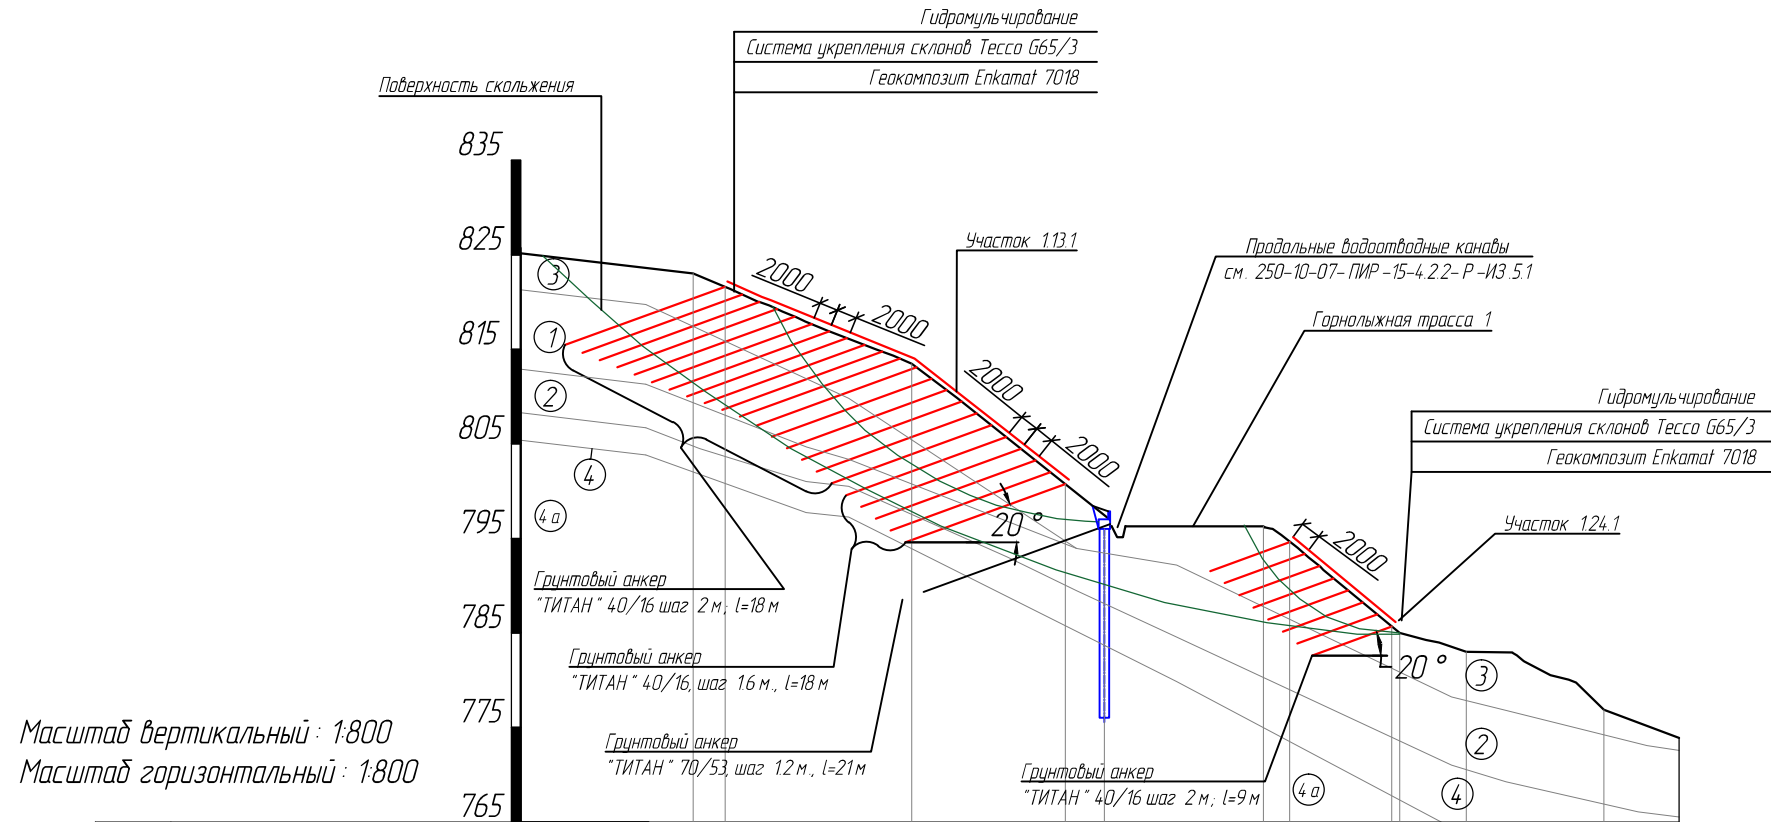 Гидромульчирование
Система укрепления склонов Тессо G65/3
Геокомпозит Enkamat 7018
Поверхность скольжения
835
825
815
805
795
785
775
765
3
1
2
4
4а
2000
2000
Участок 1.13.1
2000
2000
Продольные водоотводные канавы
см. 250-10-07-ПИР-15-4.2.2-Р-ИЗ.5.1
Горнолыжная трасса 1
Гидромульчирование
Система укрепления склонов Тессо G65/3
Геокомпозит Enkamat 7018
2000
Участок 1.24.1
20°
20°
Грунтовый анкер
"ТИТАН" 40/16 шаг 2 м; l=18 м
Грунтовый анкер
"ТИТАН" 40/16, шаг 1.6 м., l=18 м
Грунтовый анкер
"ТИТАН" 70/53, шаг 1.2 м., l=21 м
Грунтовый анкер
"ТИТАН" 40/16 шаг 2 м; l=9 м
3
2
4
4а
Масштаб вертикальный : 1:800
Масштаб горизонтальный : 1:800